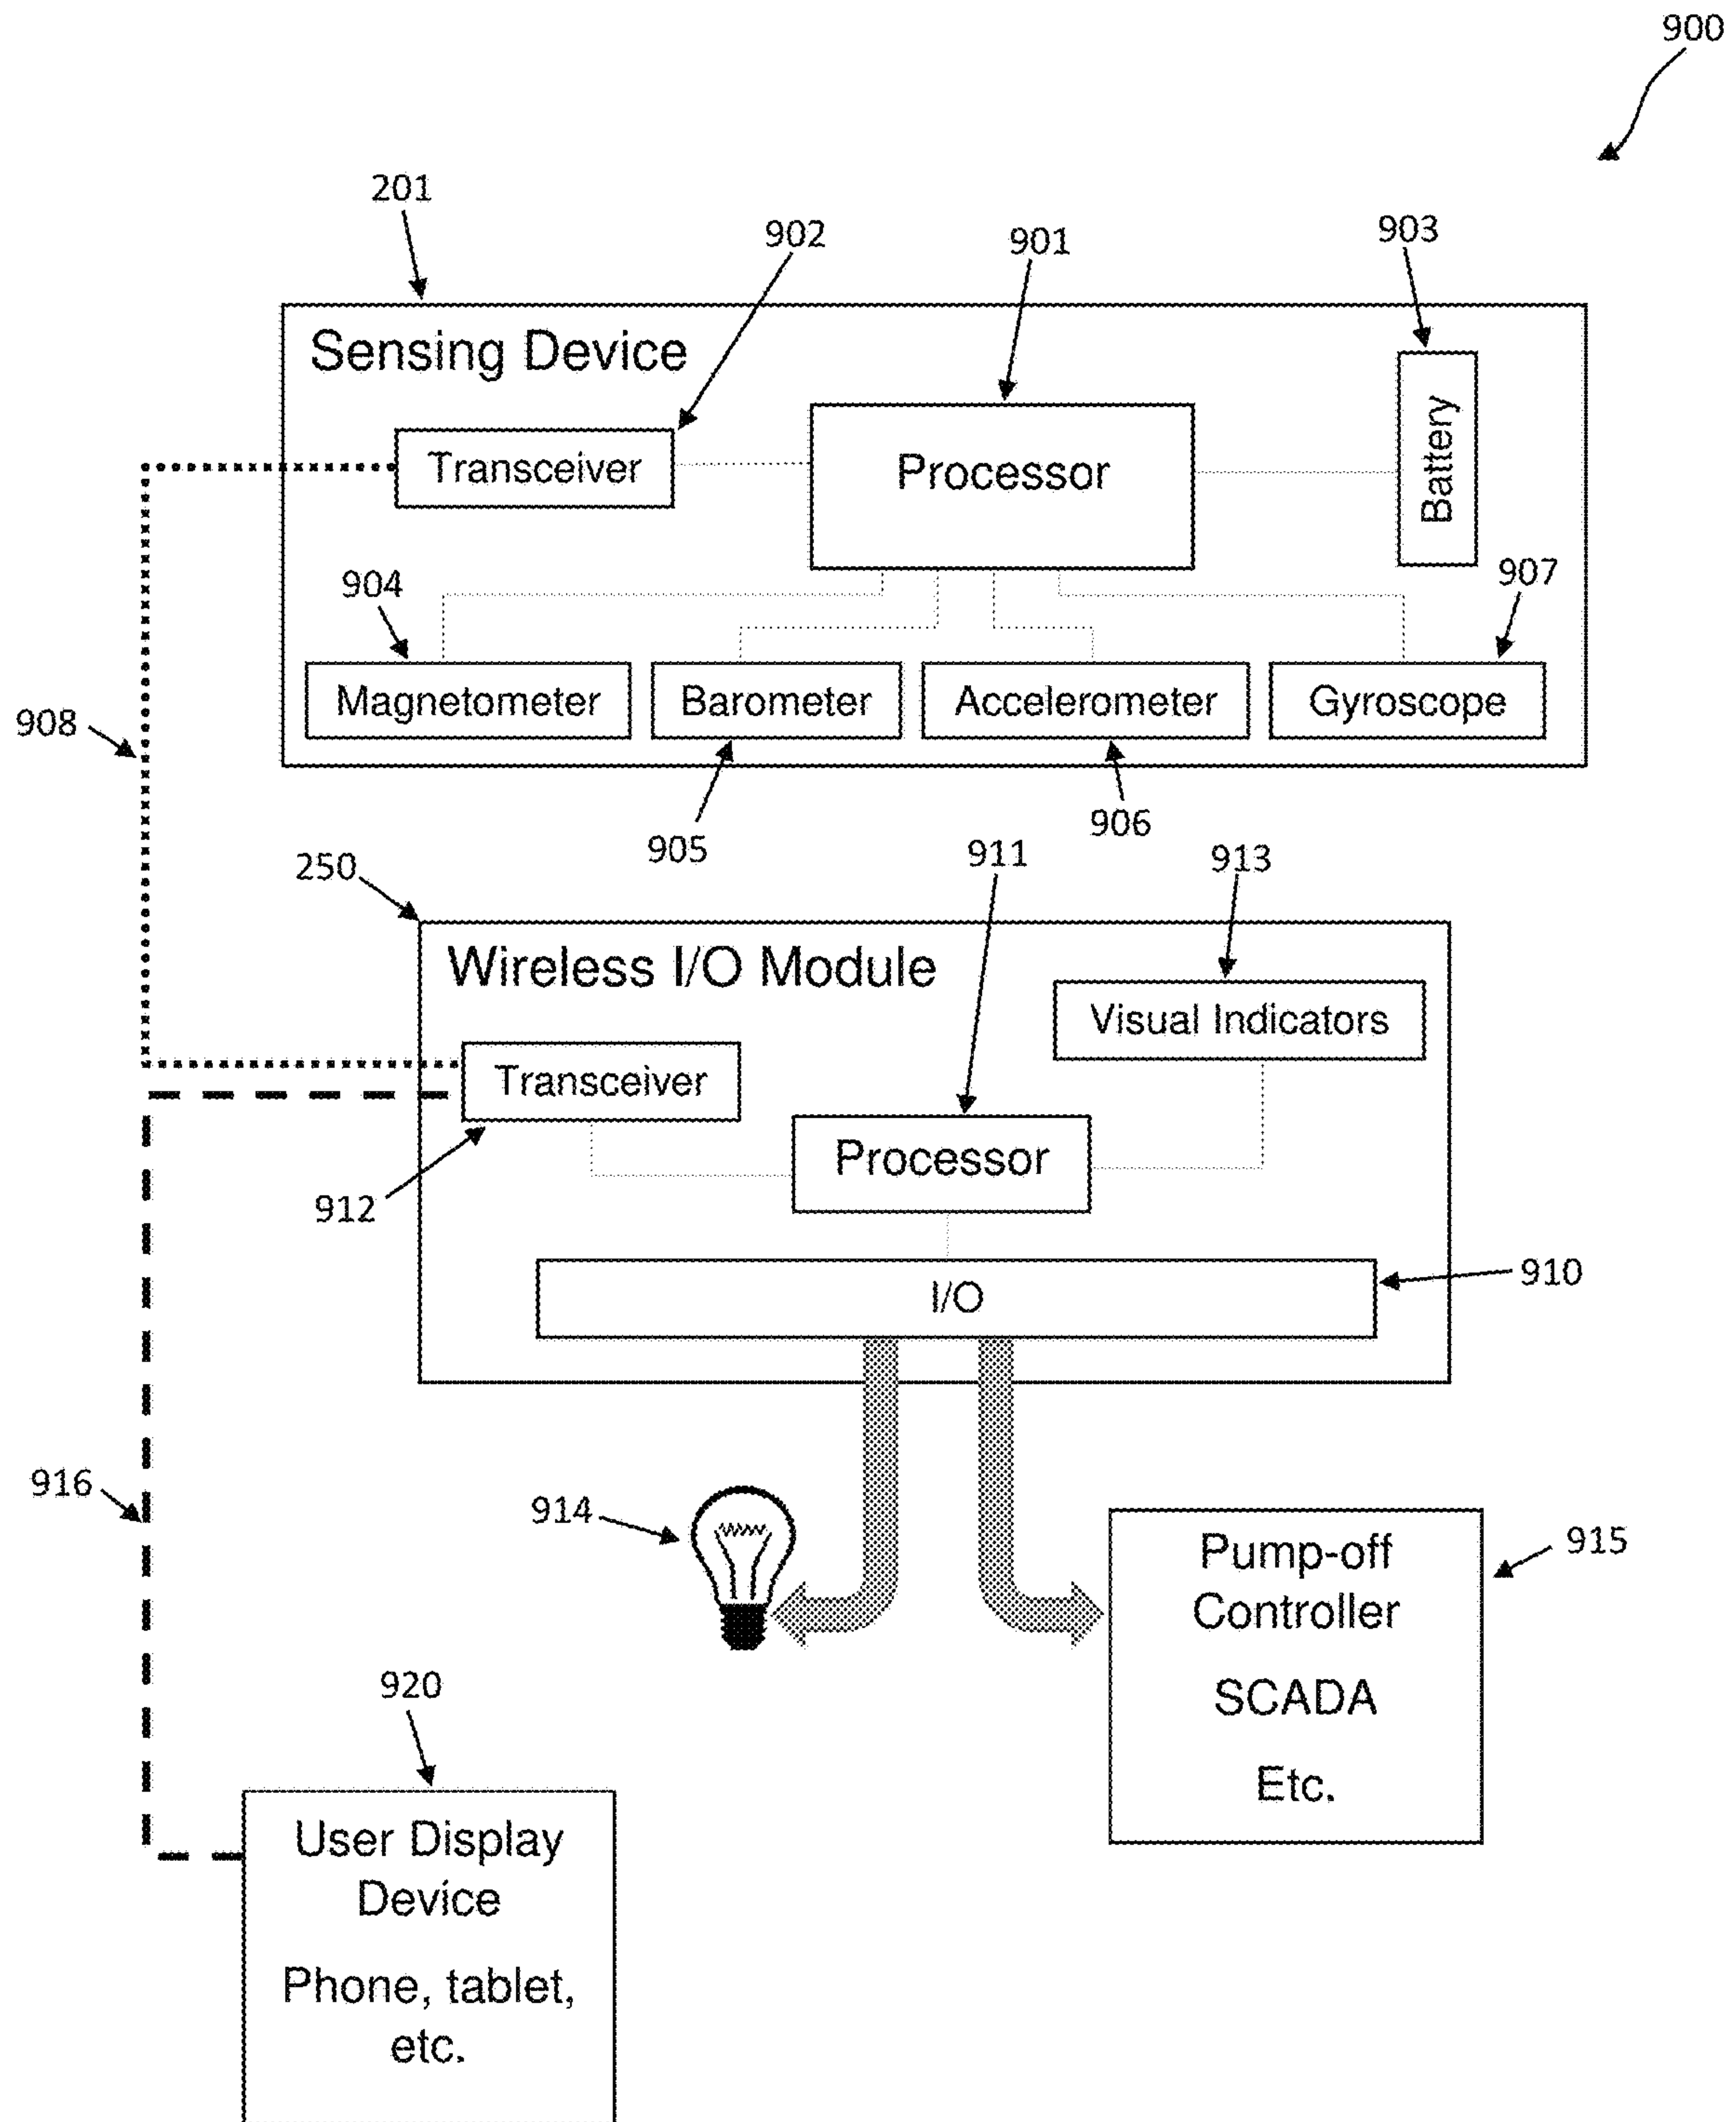 900
201
902
901
903
Sensing Device
Transceiver
Processor
Battery
904
907
Magnetometer
Barometer
Accelerometer
Gyroscope
908
905
906
250
911
913
Wireless I/O Module
Visual Indicators
Transceiver
Processor
912
910
I/O
916
914
915
Pump-off
Controller
SCADA
Etc.
920
User Display
Device
Phone, tablet,
etc.